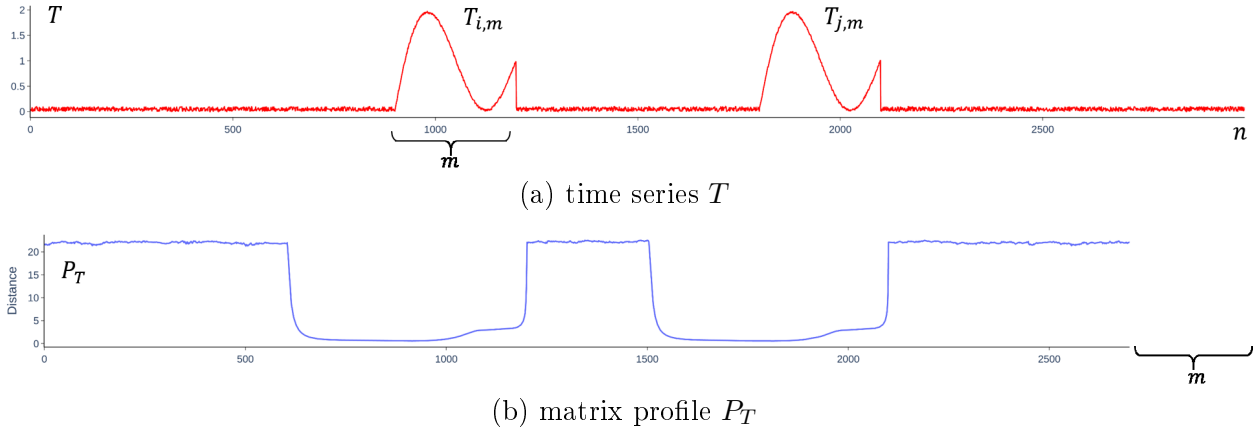 T
T_{i,m}
T_{j,m}
2
1.5
1
0.5
0
0 500 1000 1500 2000 2500 n
m
(a) time series T
P_T
Distance
20
15
10
5
0
0 500 1000 1500 2000 2500
m
(b) matrix profile P_T